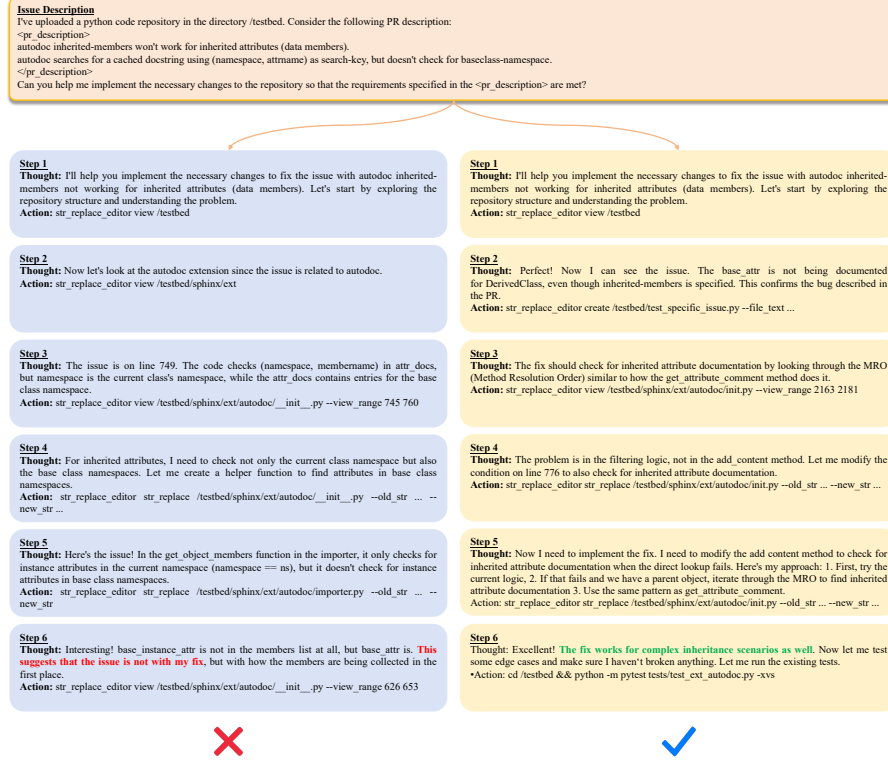 Issue Description
I've uploaded a python code repository in the directory /testbed. Consider the following PR description:
<pr_description>
autodoc inherited-members won't work for inherited attributes (data members).
autodoc searches for a cached docstring using (namespace, attrname) as search-key, but doesn't check for baseclass-namespace.
</pr_description>
Can you help me implement the necessary changes to the repository so that the requirements specified in the <pr_description> are met?
Step 1
Thought: I'll help you implement the necessary changes to fix the issue with autodoc inherited-
members not working for inherited attributes (data members). Let's start by exploring the
repository structure and understanding the problem.
Action: str_replace_editor view /testbed
Step 2
Thought: Now let's look at the autodoc extension since the issue is related to autodoc.
Action: str_replace_editor view /testbed/sphinx/ext
Step 3
Thought: The issue is on line 749. The code checks (namespace, membername) in attr_docs,
but namespace is the current class's namespace, while the attr_docs contains entries for the base
class namespace.
Action: str_replace_editor view /testbed/sphinx/ext/autodoc/__init__.py --view_range 745 760
Step 4
Thought: For inherited attributes, I need to check not only the current class namespace but also
the base class namespaces. Let me create a helper function to find attributes in base class
namespaces.
Action: str_replace_editor str_replace /testbed/sphinx/ext/autodoc/__init__.py --old_str ... --
new_str ...
Step 5
Thought: Here's the issue! In the get_object_members function in the importer, it only checks for
instance attributes in the current namespace (namespace == ns), but it doesn't check for instance
attributes in base class namespaces.
Action: str_replace_editor str_replace /testbed/sphinx/ext/autodoc/importer.py --old_str ... --
new_str
Step 6
Thought: Interesting! base_instance_attr is not in the members list at all, but base_attr is. This
suggests that the issue is not with my fix, but with how the members are being collected in the
first place.
Action: str_replace_editor view /testbed/sphinx/ext/autodoc/__init__.py --view_range 626 653
Step 1
Thought: I'll help you implement the necessary changes to fix the issue with autodoc inherited-
members not working for inherited attributes (data members). Let's start by exploring the
repository structure and understanding the problem.
Action: str_replace_editor view /testbed
Step 2
Thought: Perfect! Now I can see the issue. The base_attr is not being documented
for DerivedClass, even though inherited-members is specified. This confirms the bug described in
the PR.
Action: str_replace_editor create /testbed/test_specific_issue.py --file_text ...
Step 3
Thought: The fix should check for inherited attribute documentation by looking through the MRO
(Method Resolution Order) similar to how the get_attribute_comment method does it.
Action: str_replace_editor view /testbed/sphinx/ext/autodoc/init.py --view_range 2163 2181
Step 4
Thought: The problem is in the filtering logic, not in the add_content method. Let me modify the
condition on line 776 to also check for inherited attribute documentation.
Action: str_replace_editor str_replace /testbed/sphinx/ext/autodoc/init.py --old_str ... --new_str ...
Step 5
Thought: Now I need to implement the fix. I need to modify the add content method to check for
inherited attribute documentation when the direct lookup fails. Here's my approach: 1. First, try the
current logic, 2. If that fails and we have a parent object, iterate through the MRO to find inherited
attribute documentation 3. Use the same pattern as get_attribute_comment.
Action: str_replace_editor str_replace /testbed/sphinx/ext/autodoc/init.py --old_str ... --new_str ...
Step 6
Thought: Excellent! The fix works for complex inheritance scenarios as well. Now let me test
some edge cases and make sure I haven't broken anything. Let me run the existing tests.
•Action: cd /testbed && python -m pytest tests/test_ext_autodoc.py -xvs